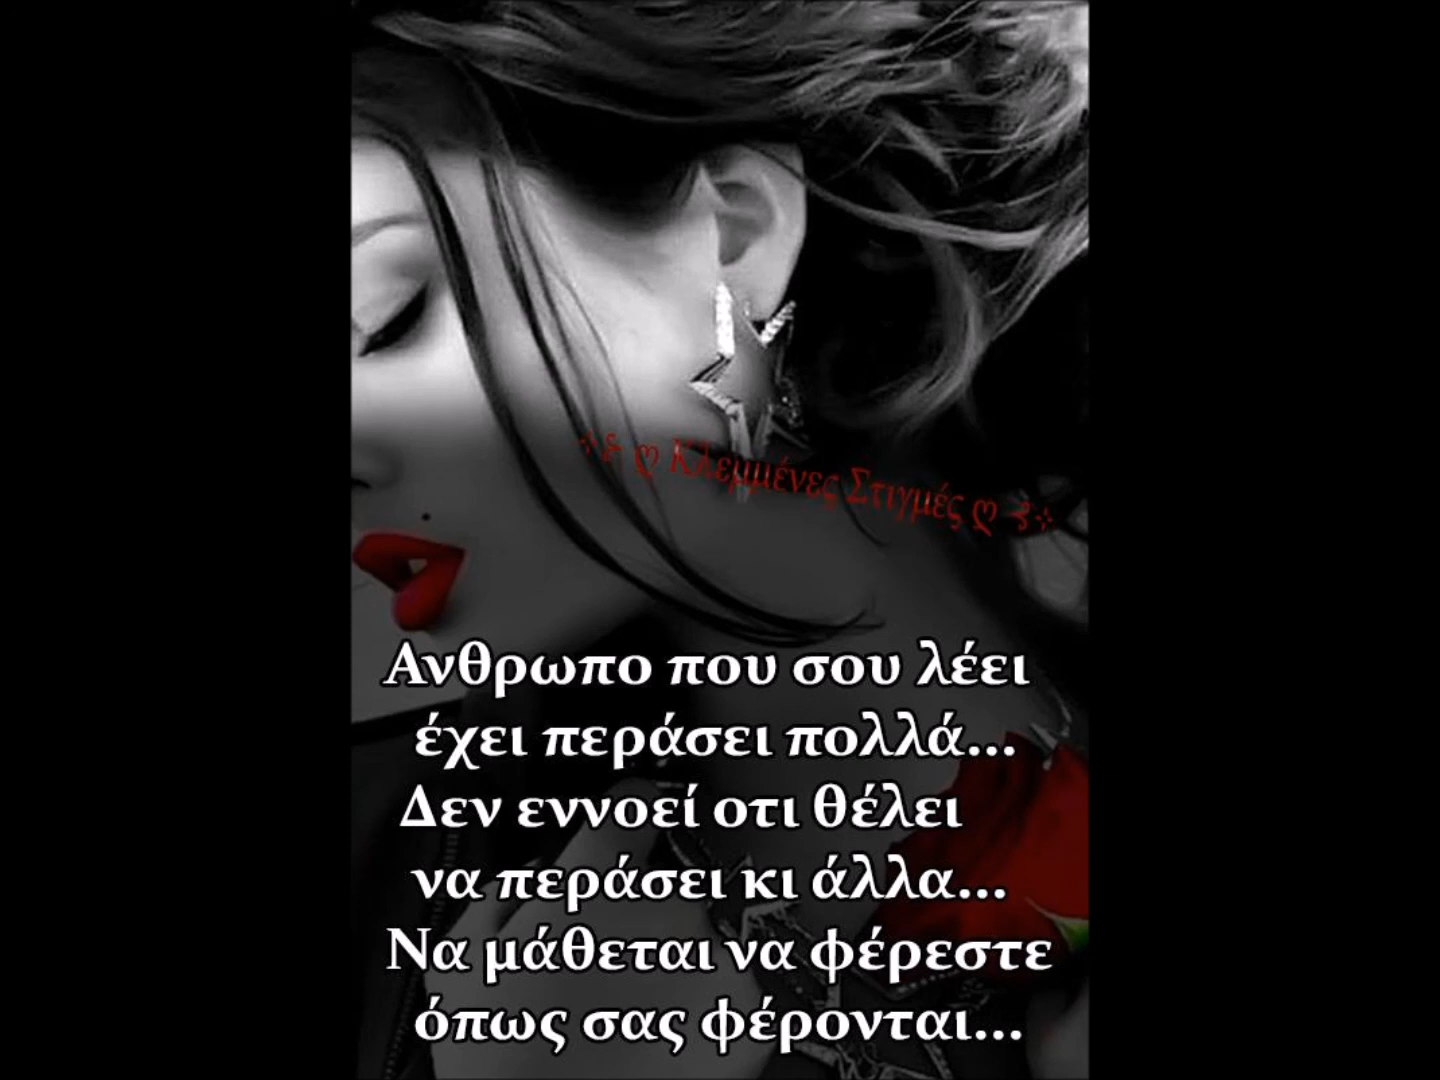 ღ Κλεμμένες Στιγμές ღ
Ανθρωπο που σου λέει
έχει περάσει πολλά...
Δεν εννοεί οτι θέλει
να περάσει κι άλλα...
Να μάθεται να φέρεστε
όπως σας φέρονται...